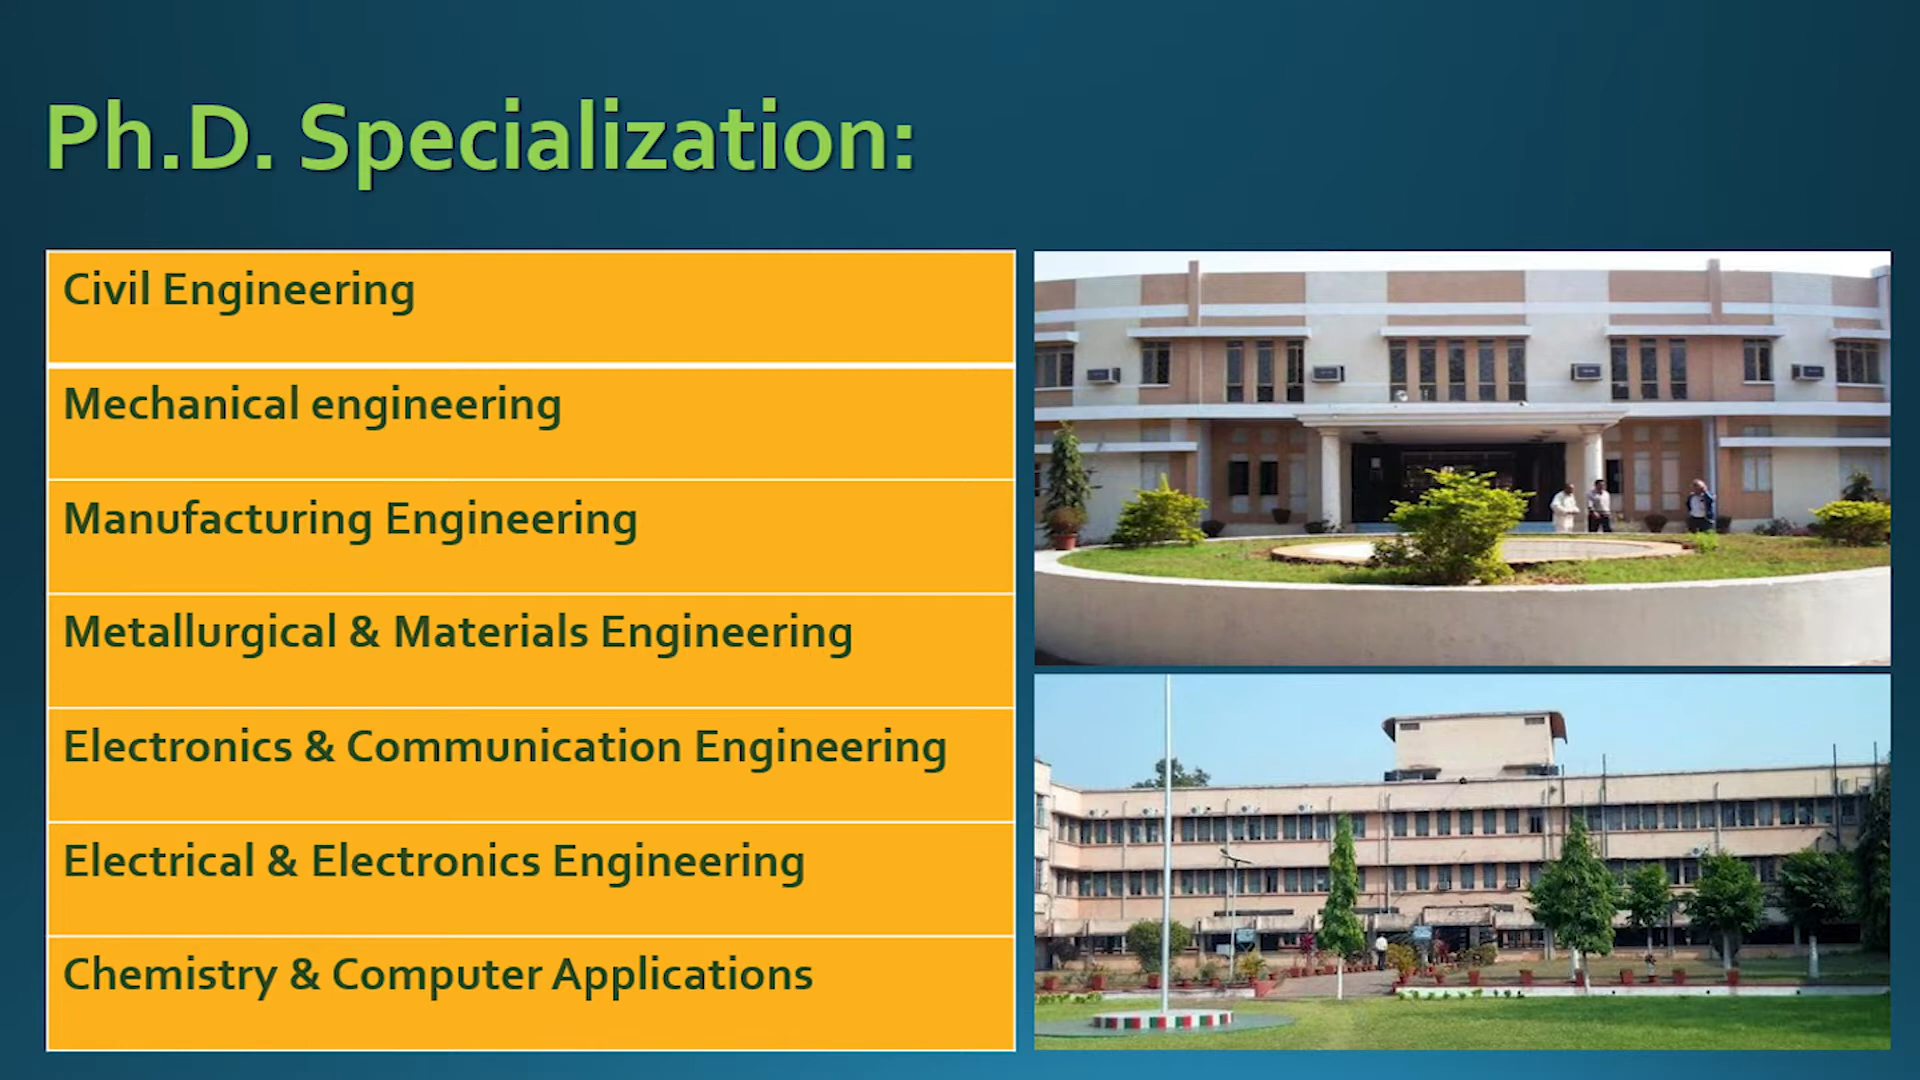 Ph.D. Specialization:
Civil Engineering
Mechanical engineering
Manufacturing Engineering
Metallurgical & Materials Engineering
Electronics & Communication Engineering
Electrical & Electronics Engineering
Chemistry & Computer Applications